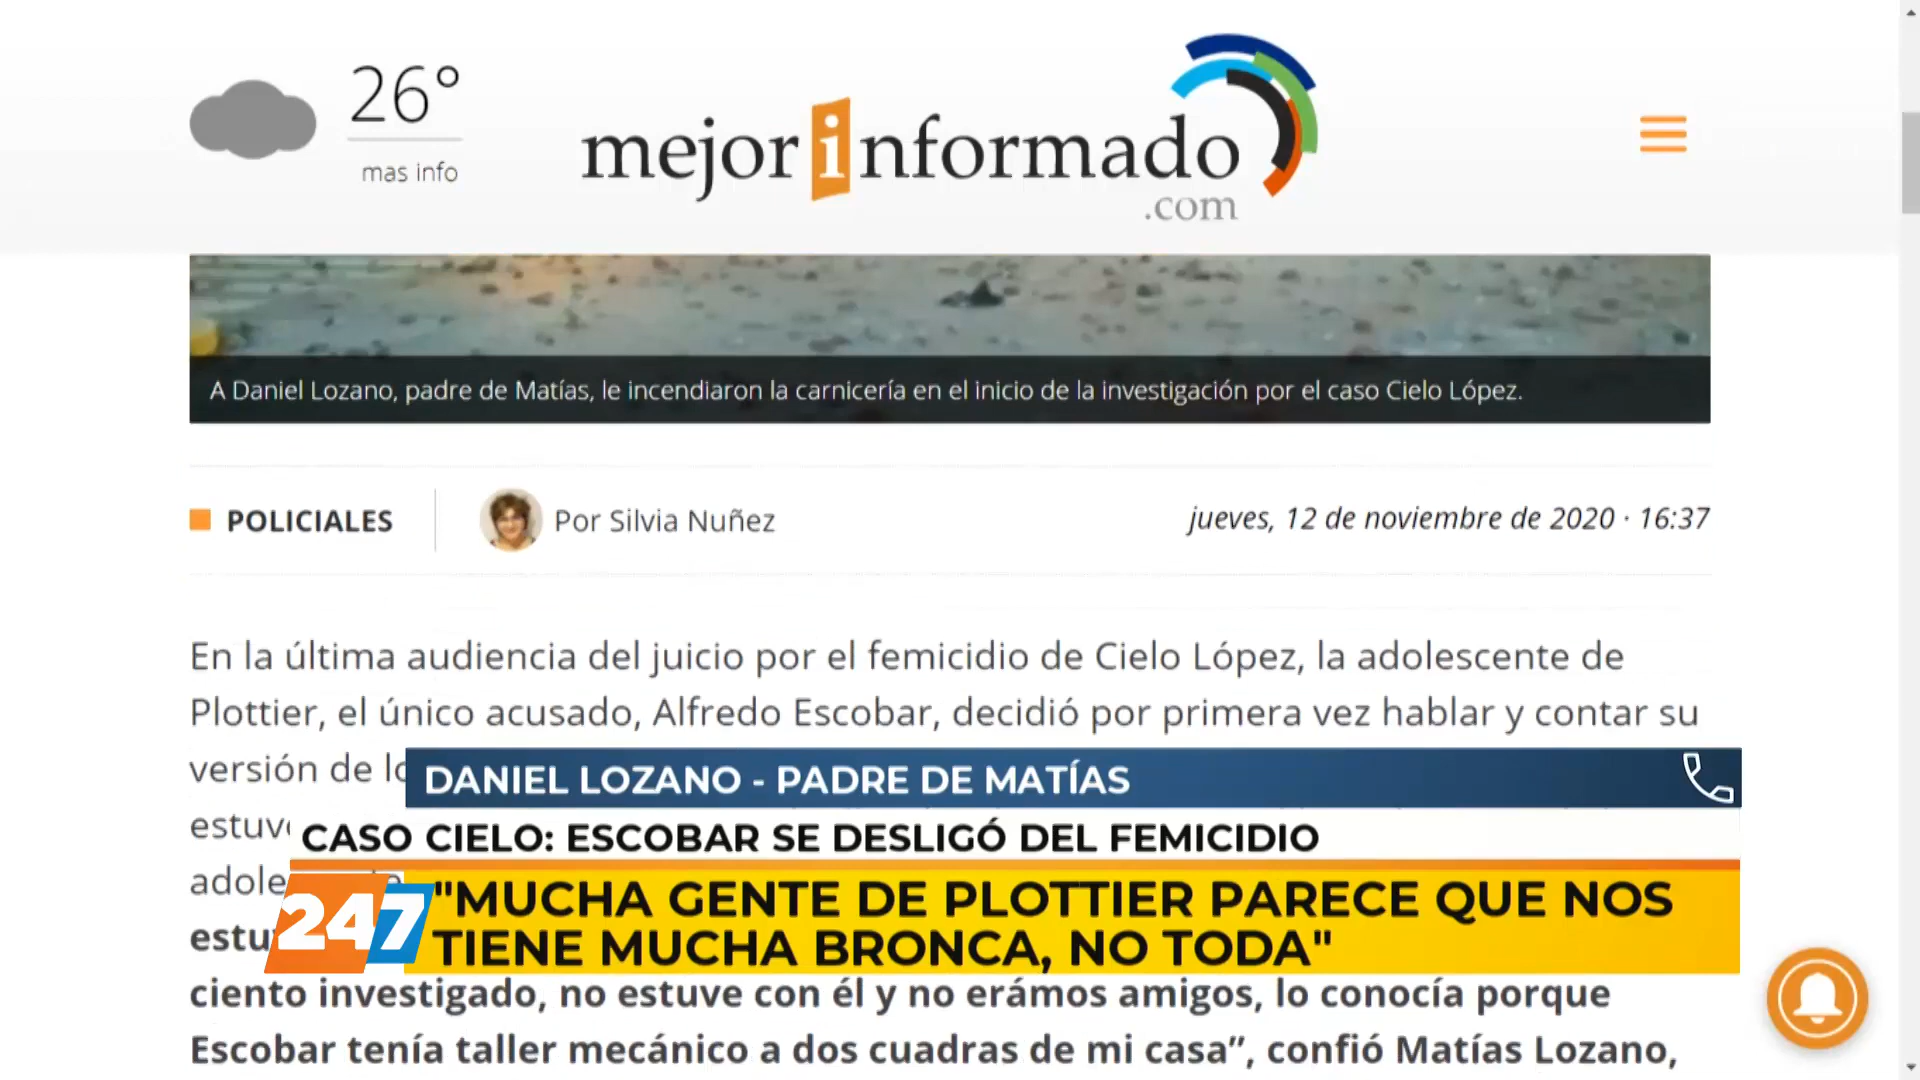 26°
mas info
mejorinformado
.com
A Daniel Lozano, padre de Matías, le incendiaron la carnicería en el inicio de la investigación por el caso Cielo López.
POLICIALES
Por Silvia Nuñez
jueves, 12 de noviembre de 2020 · 16:37
En la última audiencia del juicio por el femicidio de Cielo López, la adolescente de
Plottier, el único acusado, Alfredo Escobar, decidió por primera vez hablar y contar su
versión de
DANIEL LOZANO - PADRE DE MATÍAS
CASO CIELO: ESCOBAR SE DESLIGÓ DEL FEMICIDIO
247
"MUCHA GENTE DE PLOTTIER PARECE QUE NOS
TIENE MUCHA BRONCA, NO TODA"
ciento investigado, no estuve con él y no erámos amigos, lo conocía porque
Escobar tenía taller mecánico a dos cuadras de mi casa”, confió Matías Lozano,